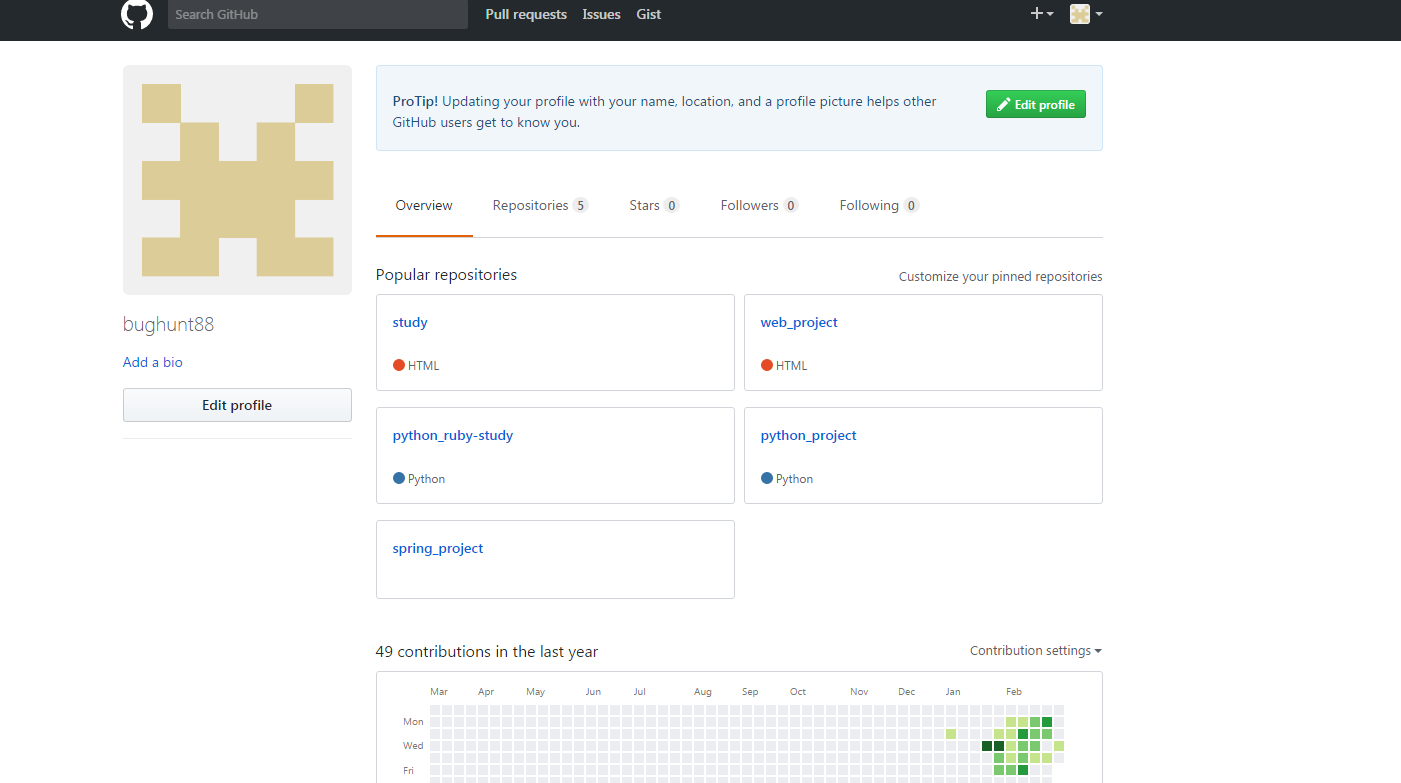 Search GitHub
Pull requests Issues Gist
ProTip! Updating your profile with your name, location, and a profile picture helps other
GitHub users get to know you.
Edit profile
Overview Repositories 5 Stars 0 Followers 0 Following 0
bughunt88
Add a bio
Edit profile
Popular repositories
Customize your pinned repositories
study
HTML
web_project
HTML
python_ruby-study
Python
python_project
Python
spring_project
49 contributions in the last year
Contribution settings
Mar Apr May Jun Jul Aug Sep Oct Nov Dec Jan Feb
Mon
Wed
Fri